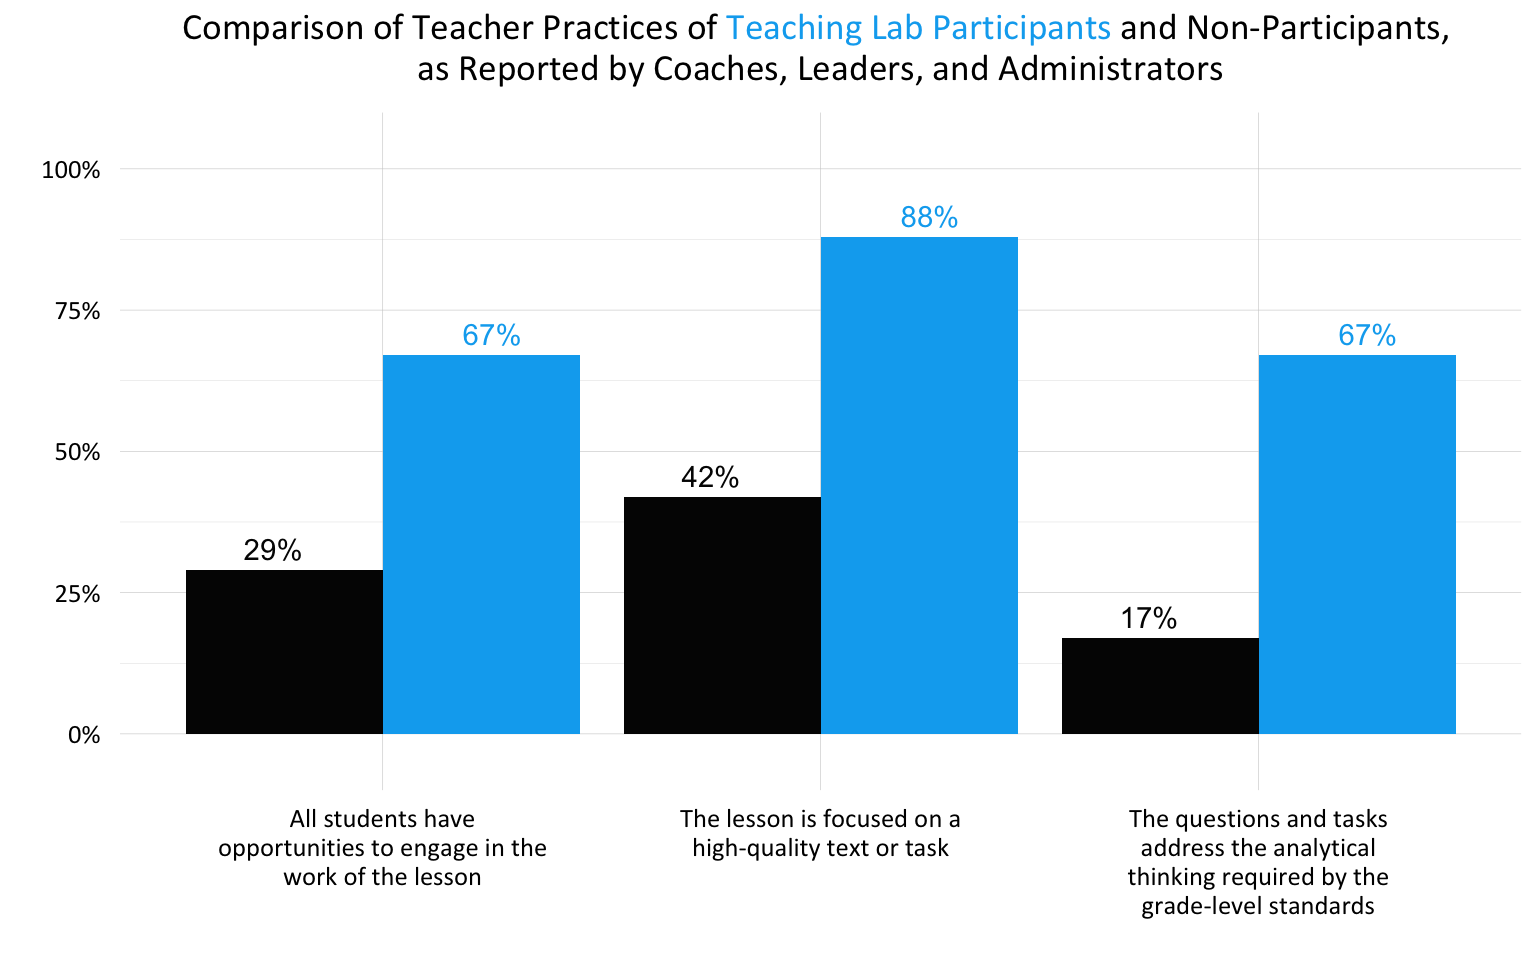 Comparison of Teacher Practices of Teaching Lab Participants and Non-Participants,
as Reported by Coaches, Leaders, and Administrators
100%
75%
50%
25%
0%
29%
67%
42%
88%
17%
67%
All students have
opportunities to engage in the
work of the lesson
The lesson is focused on a
high-quality text or task
The questions and tasks
address the analytical
thinking required by the
grade-level standards